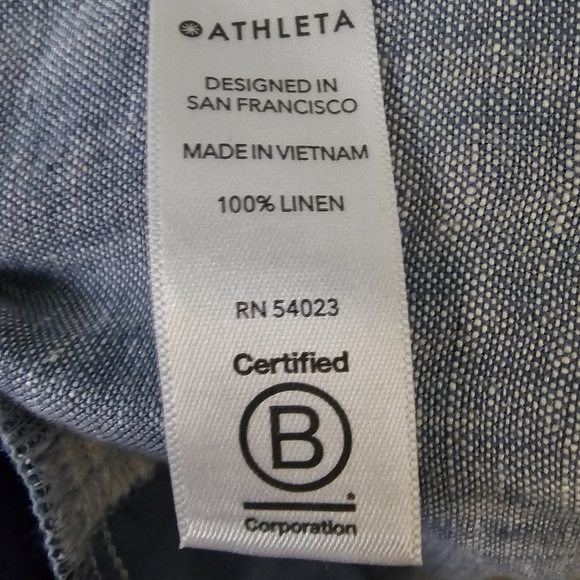 ATHLETA
DESIGNED IN
SAN FRANCISCO
MADE IN VIETNAM
100% LINEN
RN 54023
Certified
B
Corporation